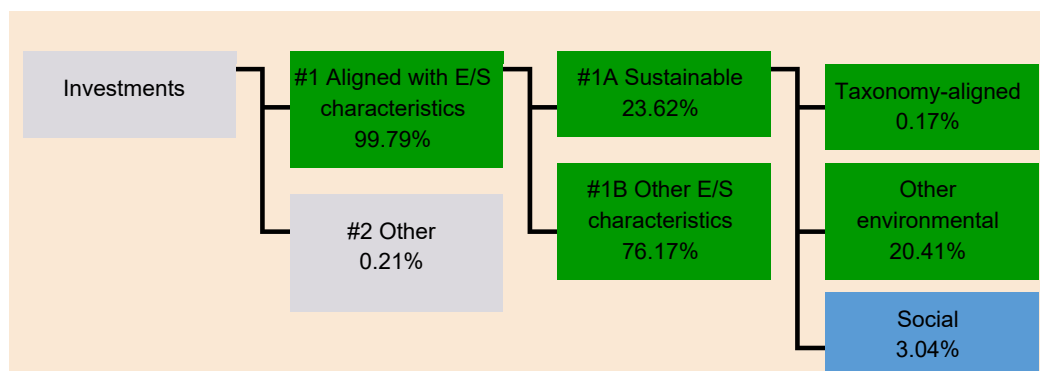 Investments
#1 Aligned with E/S
characteristics
99.79%
#2 Other
0.21%
#1A Sustainable
23.62%
#1B Other E/S
characteristics
76.17%
Taxonomy-aligned
0.17%
Other
environmental
20.41%
Social
3.04%